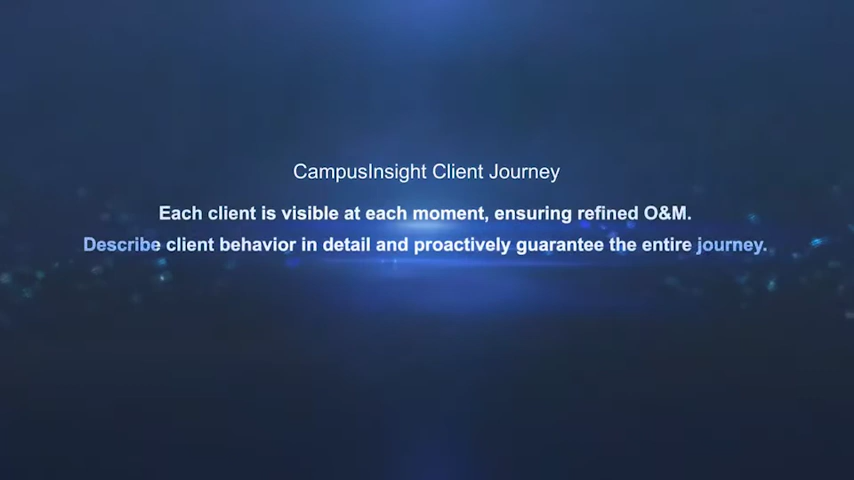 CampusInsight Client Journey
Each client is visible at each moment, ensuring refined O&M.
Describe client behavior in detail and proactively guarantee the entire journey.